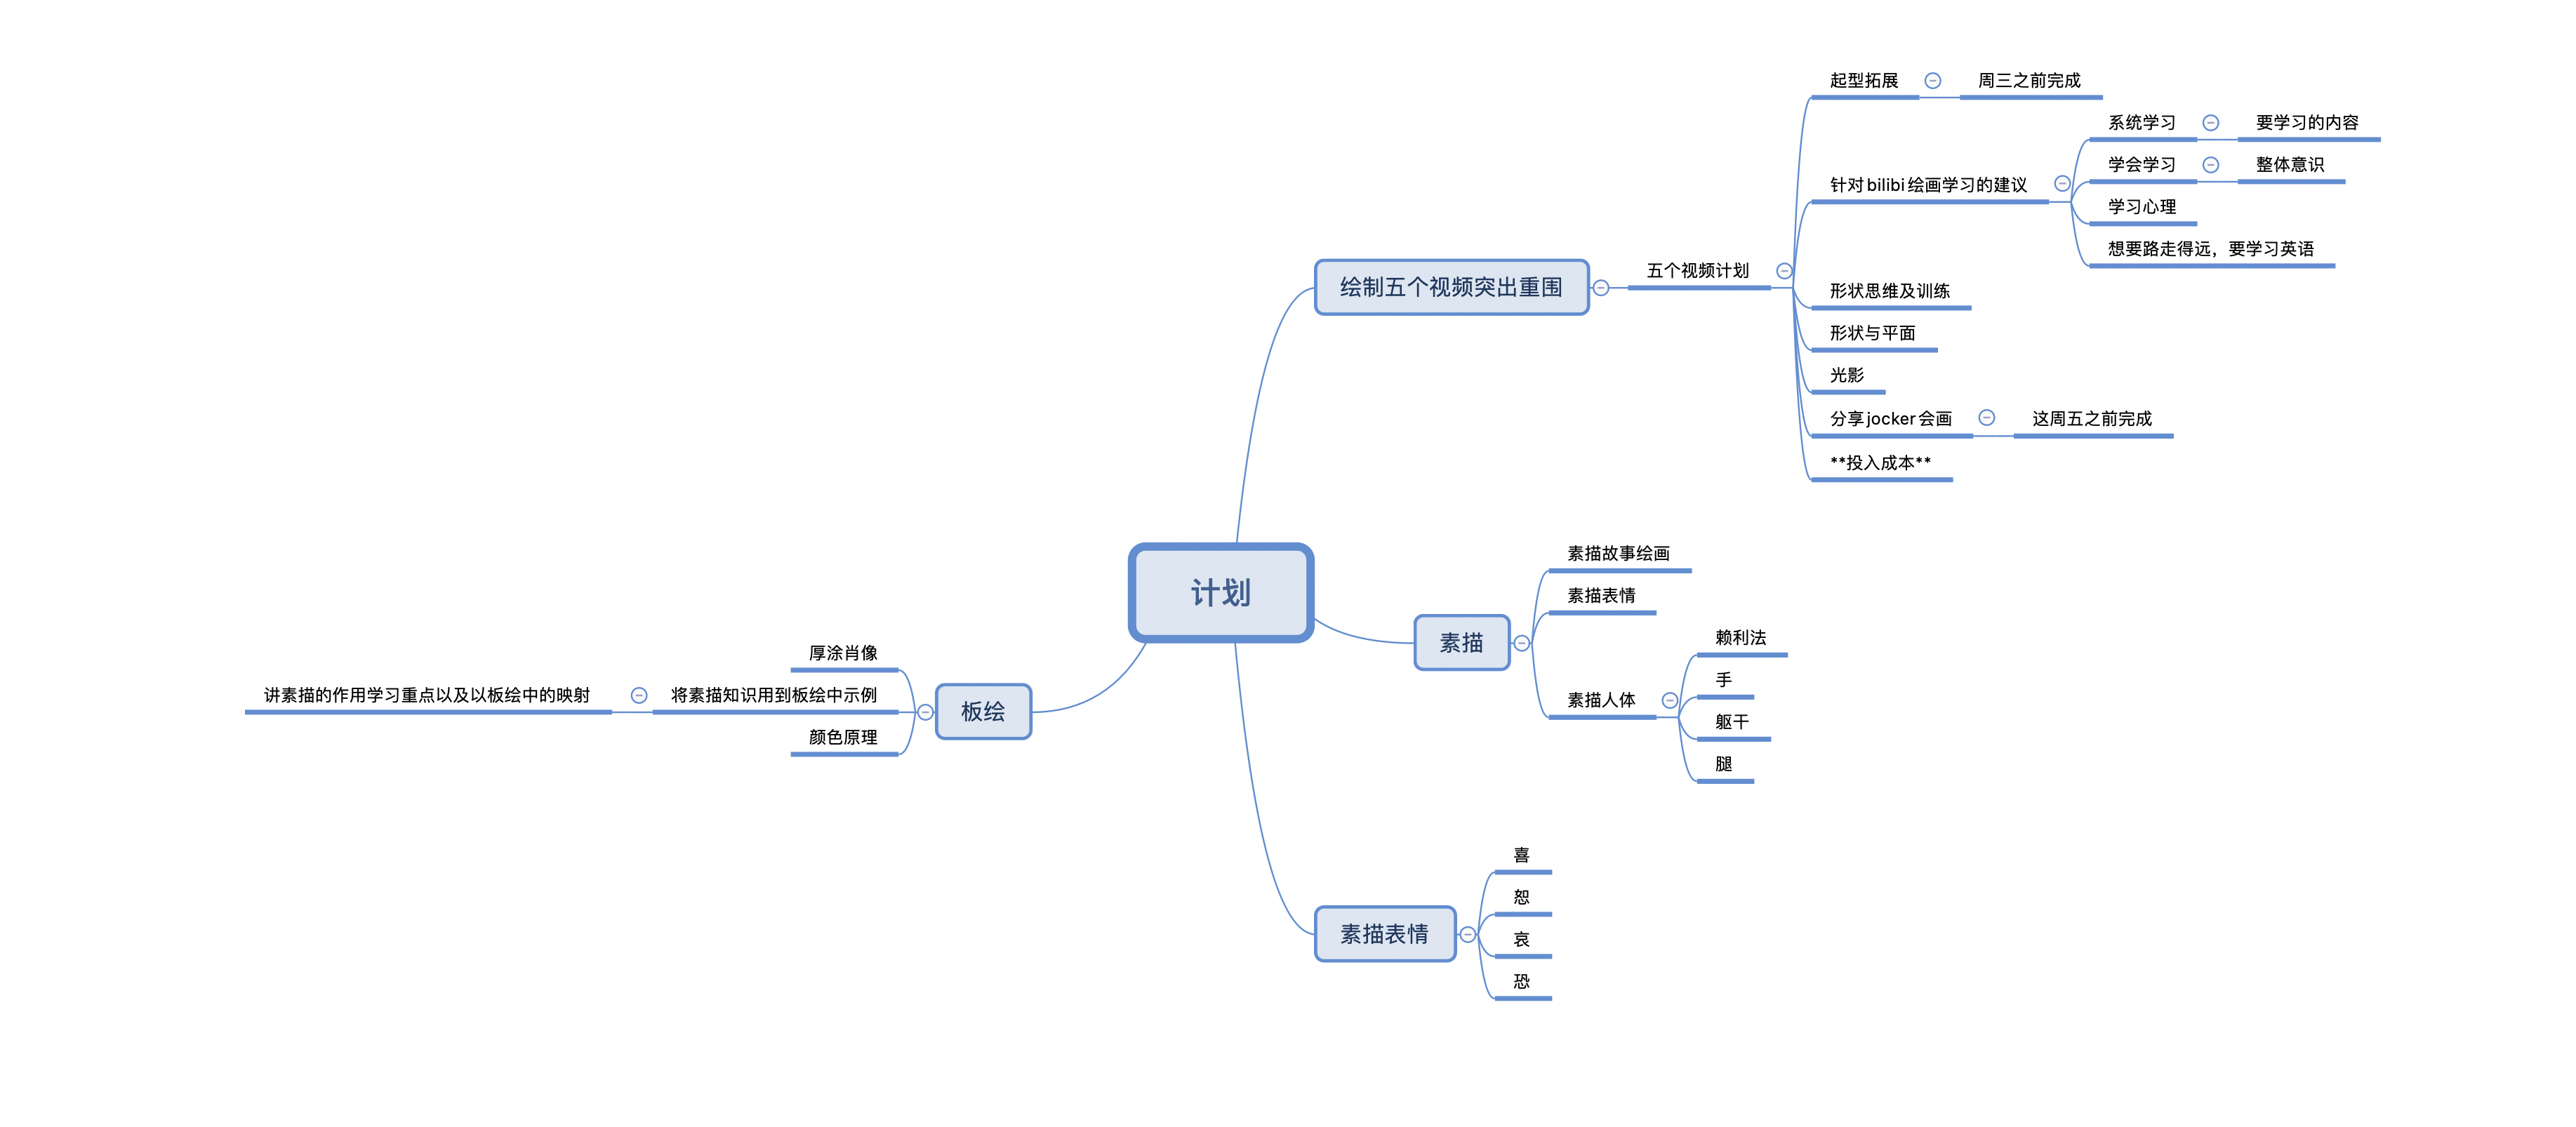 计划
绘制五个视频突出重围
五个视频计划
起型拓展
周三之前完成
针对bilibi绘画学习的建议
系统学习
要学习的内容
学会学习
整体意识
学习心理
想要路走得远，要学习英语
形状思维及训练
形状与平面
光影
分享jocker会画
这周五之前完成
**投入成本**
素描
素描故事绘画
素描表情
素描人体
赖利法
手
躯干
腿
素描表情
喜
恕
哀
恐
板绘
厚涂肖像
将素描知识用到板绘中示例
讲素描的作用学习重点以及以板绘中的映射
颜色原理